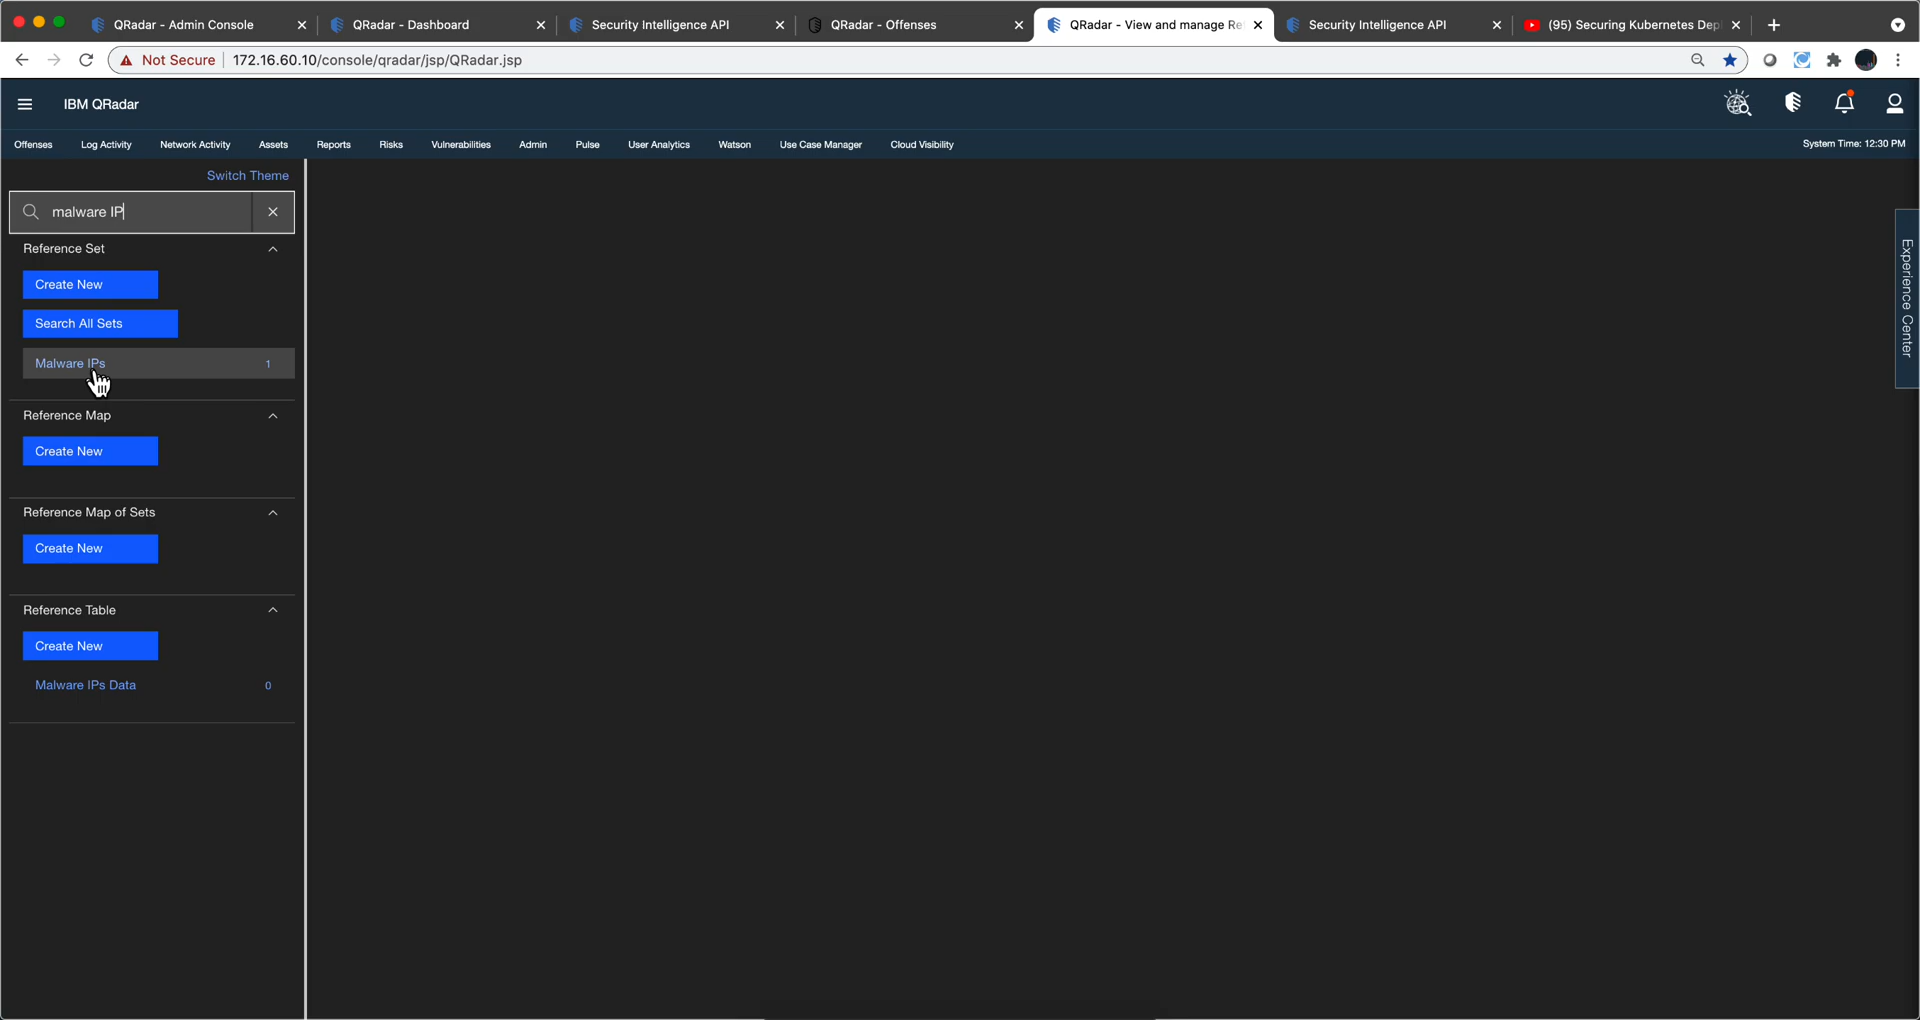 QRadar - Admin Console
QRadar - Dashboard
Security Intelligence API
QRadar - Offenses
QRadar - View and manage Re
Security Intelligence API
(95) Securing Kubernetes Dep
Not Secure
172.16.60.10/console/qradar/jsp/QRadar.jsp
IBM QRadar
Offenses
Log Activity
Network Activity
Assets
Reports
Risks
Vulnerabilities
Admin
Pulse
User Analytics
Watson
Use Case Manager
Cloud Visibility
System Time: 12:30 PM
Switch Theme
malware IP
Reference Set
Create New
Search All Sets
Malware IPs 1
Reference Map
Create New
Reference Map of Sets
Create New
Reference Table
Create New
Malware IPs Data 0
Experience Center